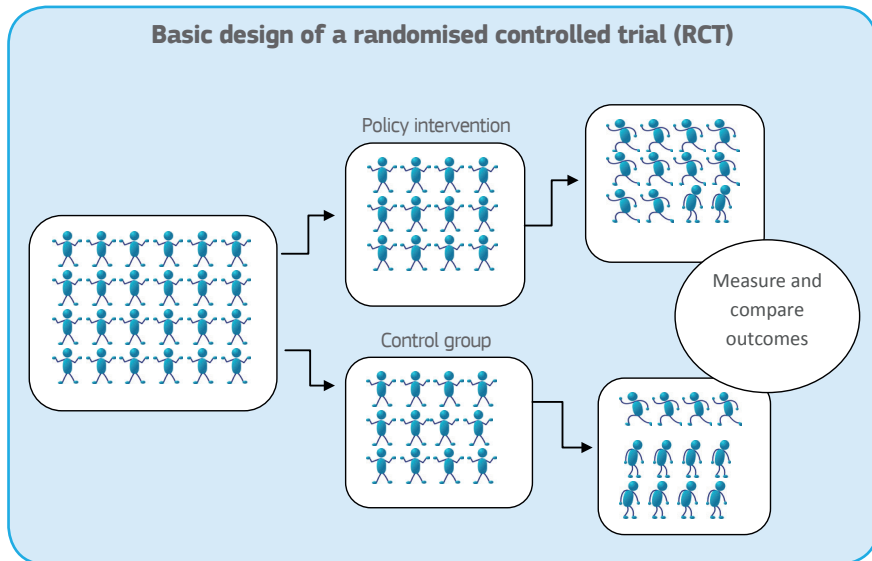 Basic design of a randomised controlled trial (RCT)
Policy intervention
Control group
Measure and
compare
outcomes